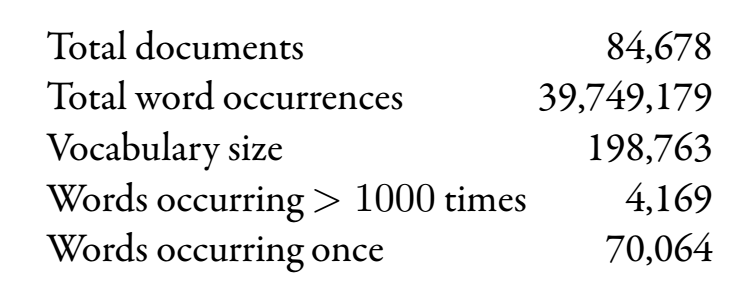 Total documents 84,678
Total word occurrences 39,749,179
Vocabulary size 198,763
Words occurring > 1000 times 4,169
Words occurring once 70,064